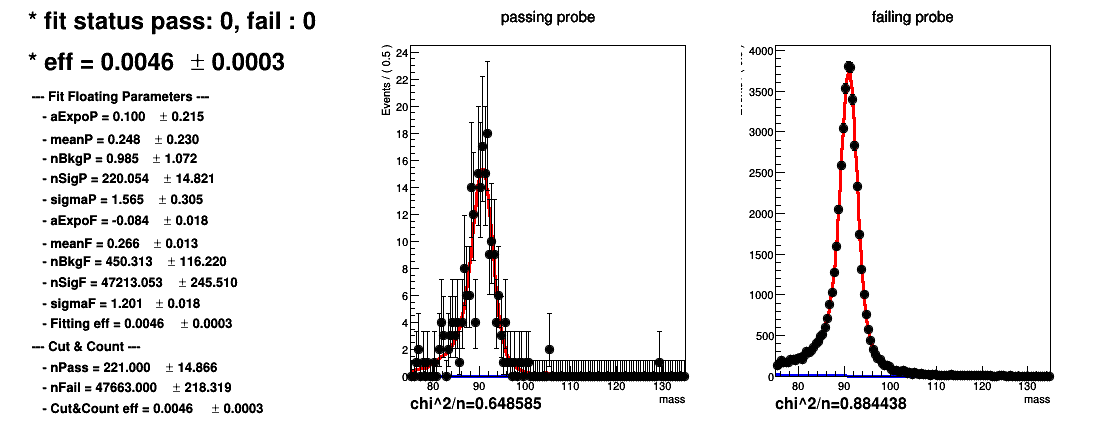 * fit status pass: 0, fail : 0
* eff = 0.0046 ± 0.0003
--- Fit Floating Parameters ---
- aExpoP = 0.100 ± 0.215
- meanP = 0.248 ± 0.230
- nBkgP = 0.985 ± 1.072
- nSigP = 220.054 ± 14.821
- sigmaP = 1.565 ± 0.305
- aExpoF = -0.084 ± 0.018
- meanF = 0.266 ± 0.013
- nBkgF = 450.313 ± 116.220
- nSigF = 47213.053 ± 245.510
- sigmaF = 1.201 ± 0.018
- Fitting eff = 0.0046 ± 0.0003
--- Cut & Count ---
- nPass = 221.000 ± 14.866
- nFail = 47663.000 ± 218.319
- Cut&Count eff = 0.0046 ± 0.0003
passing probe
Events / ( 0.5 )
24
22
20
18
16
14
12
10
8
6
4
2
0
80 90 100 110 120 130
mass
chi^2/n=0.648585
failing probe
4000
3500
3000
2500
2000
1500
1000
500
0
80 90 100 110 120 130
mass
chi^2/n=0.884438